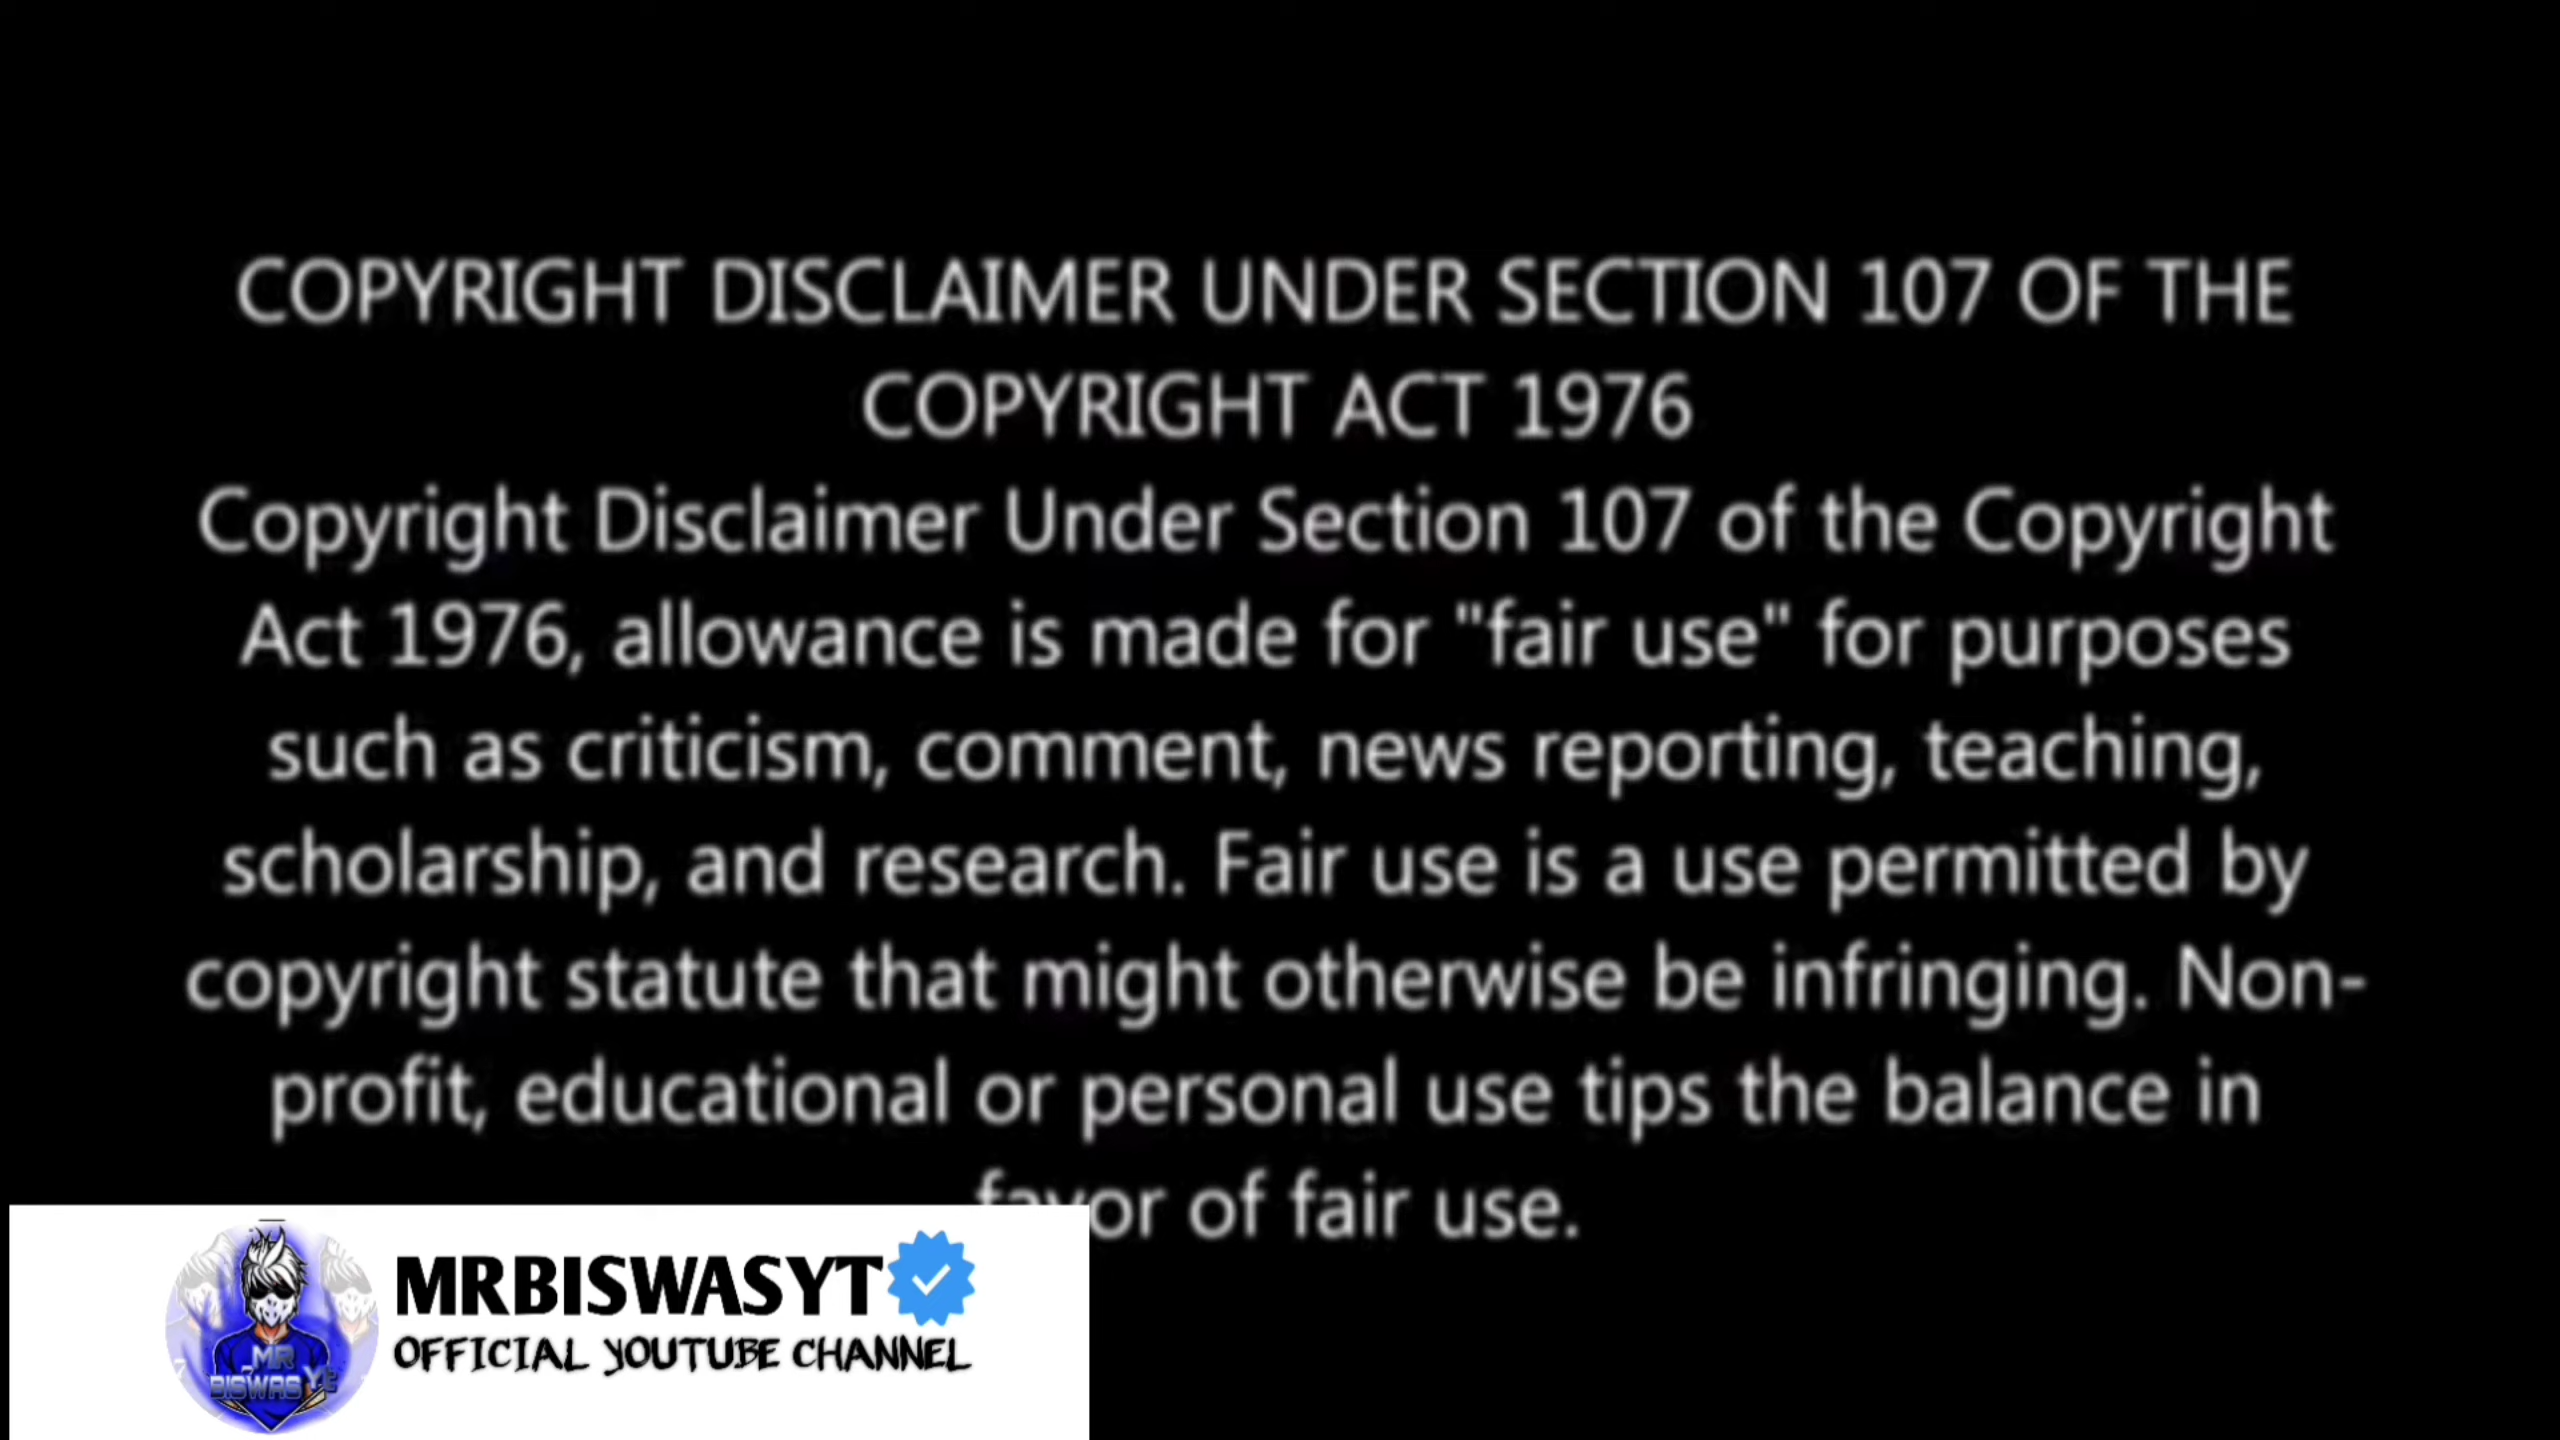 COPYRIGHT DISCLAIMER UNDER SECTION 107 OF THE
COPYRIGHT ACT 1976
Copyright Disclaimer Under Section 107 of the Copyright
Act 1976, allowance is made for "fair use" for purposes
such as criticism, comment, news reporting, teaching,
scholarship, and research. Fair use is a use permitted by
copyright statute that might otherwise be infringing. Non-
profit, educational or personal use tips the balance in
favor of fair use.
MRBISWASYT
OFFICIAL YOUTUBE CHANNEL
MR
BISWAS